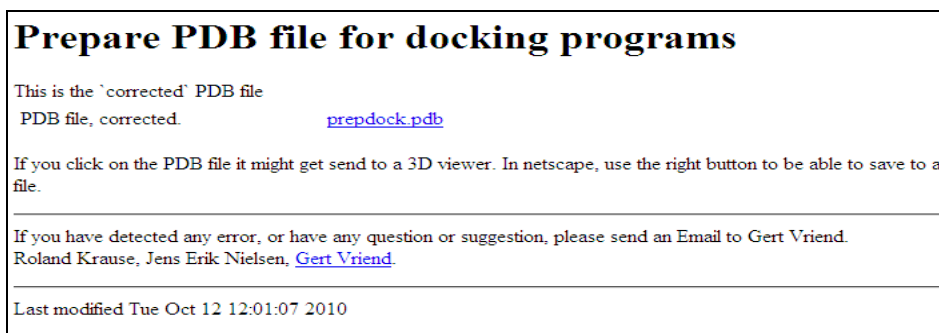 Prepare PDB file for docking programs
This is the `corrected` PDB file
PDB file, corrected. prepdock.pdb
If you click on the PDB file it might get send to a 3D viewer. In netscape, use the right button to be able to save to a
file.
If you have detected any error, or have any question or suggestion, please send an Email to Gert Vriend.
Roland Krause, Jens Erik Nielsen, Gert Vriend.
Last modified Tue Oct 12 12:01:07 2010